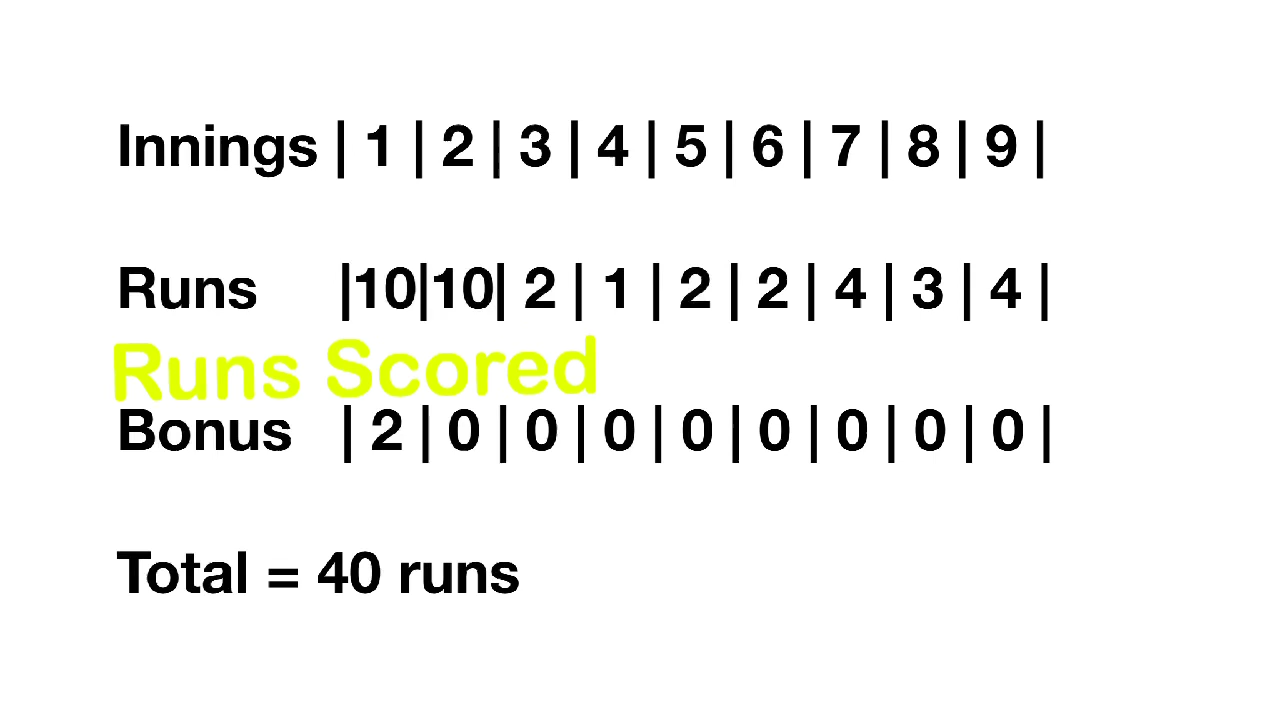 Innings | 1 | 2 | 3 | 4 | 5 | 6 | 7 | 8 | 9 |
Runs |10|10| 2 | 1 | 2 | 2 | 4 | 3 | 4 |
Runs Scored
Bonus | 2 | 0 | 0 | 0 | 0 | 0 | 0 | 0 | 0 |
Total = 40 runs